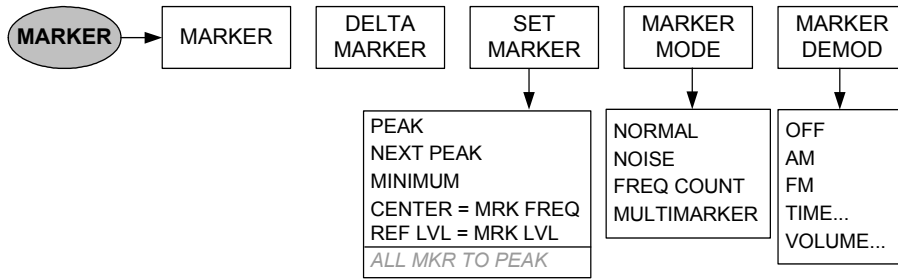 MARKER
MARKER
DELTA
MARKER
SET
MARKER
MARKER
MODE
MARKER
DEMOD
PEAK
NEXT PEAK
MINIMUM
CENTER = MRK FREQ
REF LVL = MRK LVL
ALL MKR TO PEAK
NORMAL
NOISE
FREQ COUNT
MULTIMARKER
OFF
AM
FM
TIME...
VOLUME...